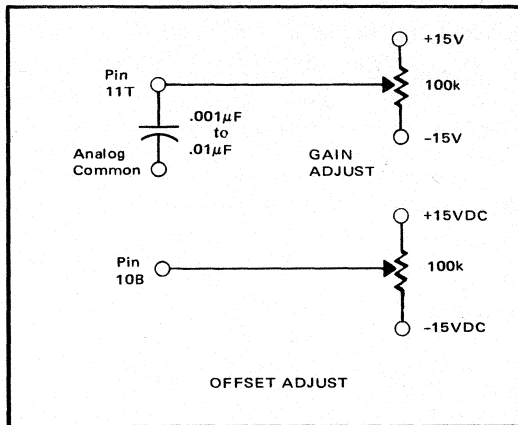 +15V
Pin
11T
100k
.001μF
to
.01μF
-15V
Analog
Common
GAIN
ADJUST
+15VDC
Pin
10B
100k
-15VDC
OFFSET ADJUST